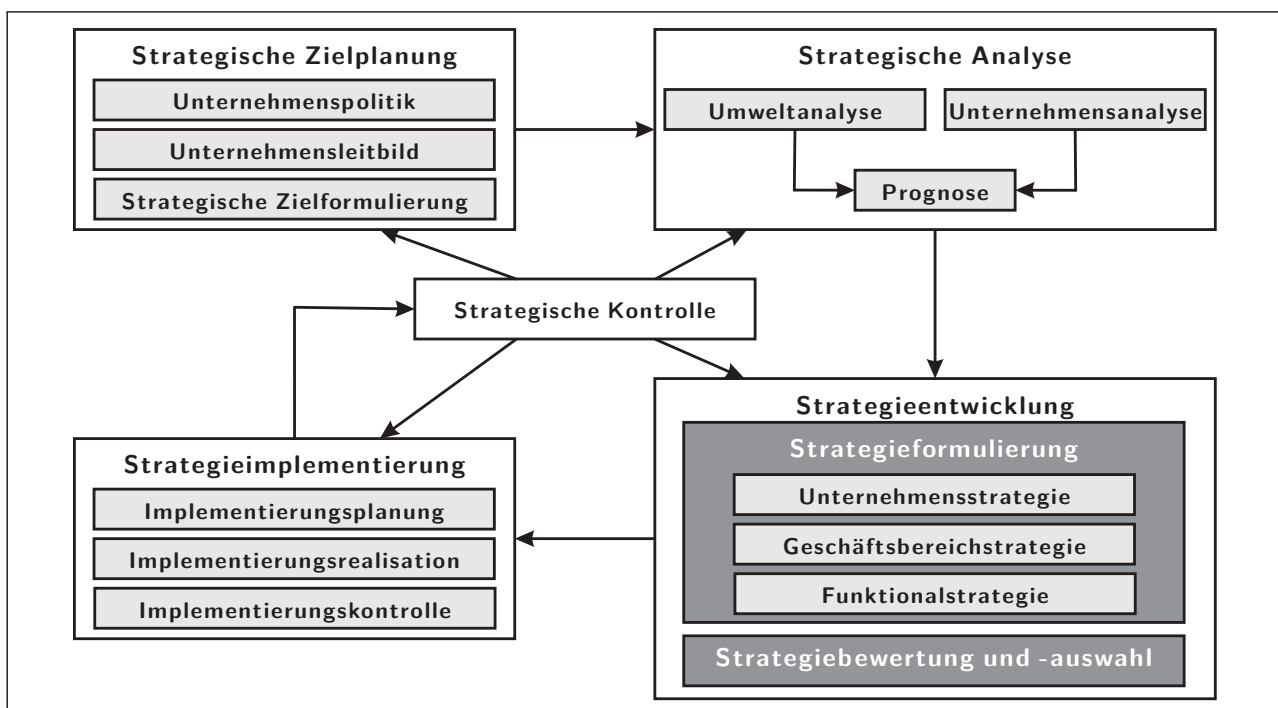 Strategische Zielplanung
Unternehmenspolitik
Unternehmensleitbild
Strategische Zielformulierung
Strategische Analyse
Umweltanalyse
Unternehmensanalyse
Prognose
Strategische Kontrolle
Strategieimplementierung
Implementierungsplanung
Implementierungsrealisation
Implementierungskontrolle
Strategieentwicklung
Strategieformulierung
Unternehmensstrategie
Geschäftsbereichstrategie
Funktionalstrategie
Strategiebewertung und -auswahl